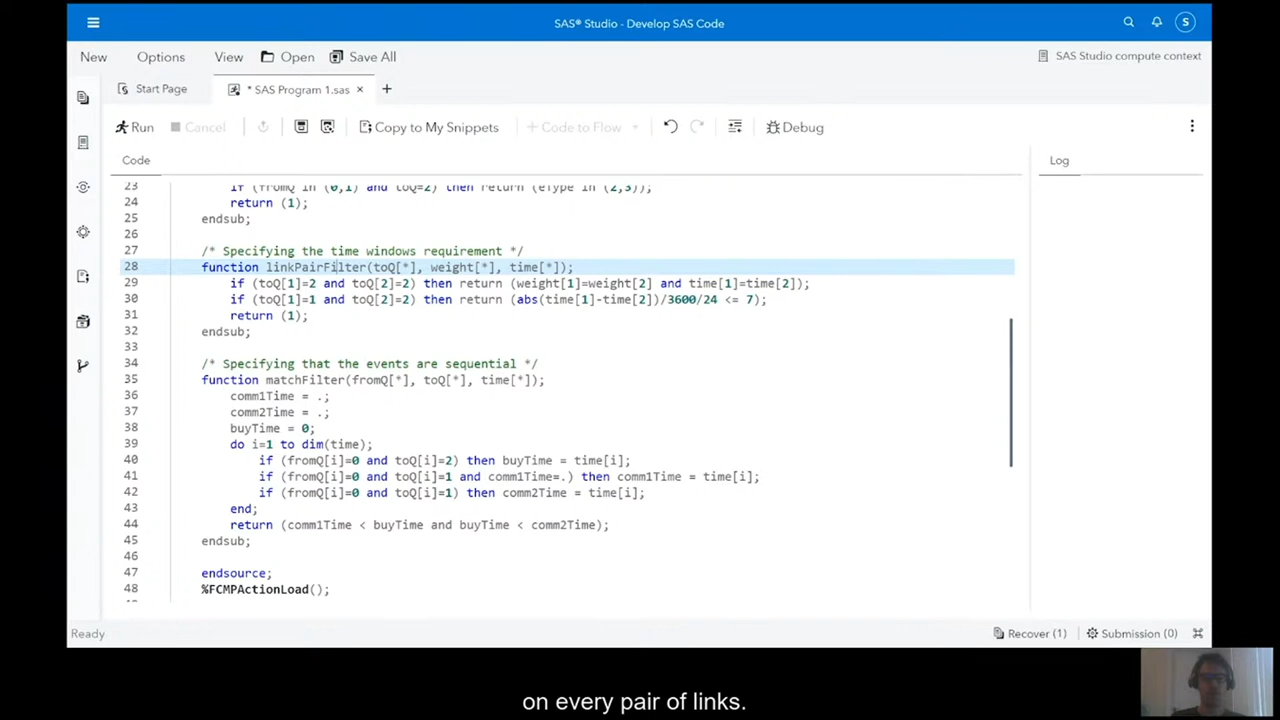 SAS® Studio - Develop SAS Code
S
New Options View Open Save All
SAS Studio compute context
Start Page
* SAS Program 1.sas × +
Run Cancel Copy to My Snippets + Code to Flow Debug
Code
Log
23 if (fromQ in (0,1) and toQ=2) then return (eType in (2,3));
24 return (1);
25 endsub;
26
27 /* Specifying the time windows requirement */
28 function linkPairFilter(toQ[*], weight[*], time[*]);
29 if (toQ[1]=2 and toQ[2]=2) then return (weight[1]=weight[2] and time[1]=time[2]);
30 if (toQ[1]=1 and toQ[2]=2) then return (abs(time[1]-time[2])/3600/24 <= 7);
31 return (1);
32 endsub;
33
34 /* Specifying that the events are sequential */
35 function matchFilter(fromQ[*], toQ[*], time[*]);
36 comm1Time = .;
37 comm2Time = .;
38 buyTime = 0;
39 do i=1 to dim(time);
40 if (fromQ[i]=0 and toQ[i]=2) then buyTime = time[i];
41 if (fromQ[i]=0 and toQ[i]=1 and comm1Time=.) then comm1Time = time[i];
42 if (fromQ[i]=0 and toQ[i]=1) then comm2Time = time[i];
43 end;
44 return (comm1Time < buyTime and buyTime < comm2Time);
45 endsub;
46
47 endsource;
48 %FCMPActionLoad();
Ready
Recover (1) Submission (0)
on every pair of links.